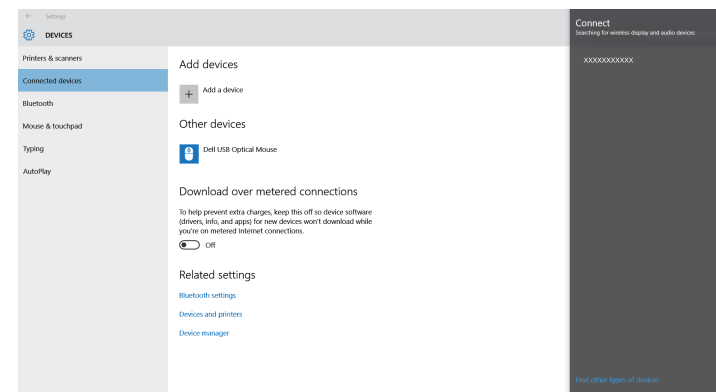 Settings
DEVICES
Printers & scanners
Connected devices
Bluetooth
Mouse & touchpad
Typing
AutoPlay
Add devices
Add a device
Other devices
Dell USB Optical Mouse
Download over metered connections
To help prevent extra charges, keep this off so device software
(drivers, info, and apps) for new devices won't download while
you're on metered Internet connections.
Off
Related settings
Bluetooth settings
Devices and printers
Device manager
Connect
Searching for wireless display and audio devices
XXXXXXXXXXX
Find other types of devices